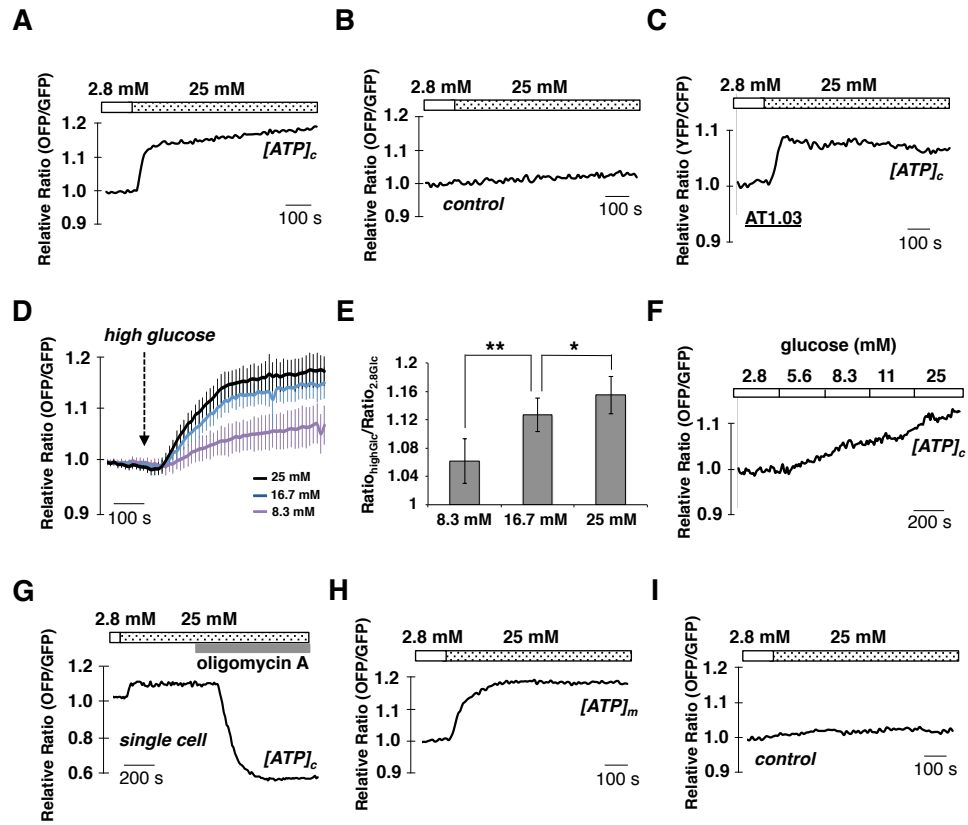 A
2.8 mM 25 mM
Relative Ratio (OFP/GFP)
1.2
1.1
1.0
0.9
[ATP]c
100 s
B
2.8 mM 25 mM
Relative Ratio (OFP/GFP)
1.2
1.1
1.0
0.9
control
100 s
C
2.8 mM 25 mM
Relative Ratio (YFP/CFP)
1.1
1.0
0.9
[ATP]c
AT1.03
100 s
D
high glucose
Relative Ratio (OFP/GFP)
1.2
1.1
1.0
0.9
100 s
25 mM
16.7 mM
8.3 mM
E
** *
Ratio highGlc/Ratio 2.8Glc
1.2
1.16
1.12
1.08
1.04
1
8.3 mM 16.7 mM 25 mM
F
glucose (mM)
2.8 5.6 8.3 11 25
Relative Ratio (OFP/GFP)
1.1
1.0
0.9
[ATP]c
200 s
G
2.8 mM 25 mM
oligomycin A
Relative Ratio (OFP/GFP)
1.2
1.0
0.8
0.6
single cell
[ATP]c
200 s
H
2.8 mM 25 mM
Relative Ratio (OFP/GFP)
1.2
1.1
1.0
0.9
[ATP]m
100 s
I
2.8 mM 25 mM
Relative Ratio (OFP/GFP)
1.2
1.1
1.0
0.9
control
100 s